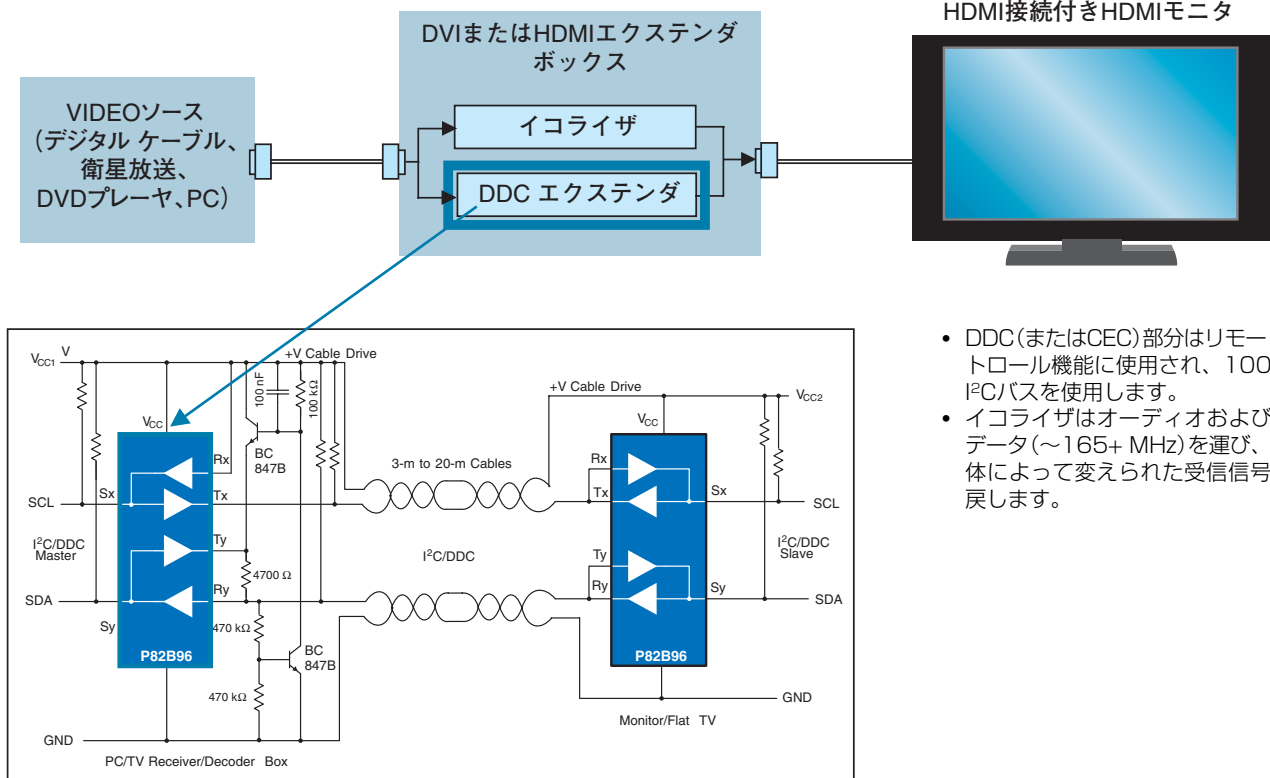 HDMI接続付きHDMIモニタ
DVIまたはHDMIエクステンダ
ボックス
VIDEOソース
(デジタル ケーブル、
衛星放送、
DVDプレーヤ、PC)
イコライザ
DDC エクステンダ
• DDC(またはCEC)部分はリモー
トロール機能に使用され、100
I²Cバスを使用します。
• イコライザはオーディオおよび
データ(～165+ MHz)を運び、
体によって変えられた受信信号
戻します。
VCC1 V
+V Cable Drive
100 nF
100 kΩ
VCC
BC
847B
Rx
Sx
Tx
SCL
I²C/DDC
Master
Ty
4700 Ω
Ry
SDA
Sy
470 kΩ
P82B96
BC
847B
470 kΩ
GND
PC/TV Receiver/Decoder Box
3-m to 20-m Cables
I²C/DDC
+V Cable Drive
VCC2
VCC
Rx
Tx
Sx
SCL
I²C/DDC
Slave
Ty
Ry
Sy
SDA
P82B96
GND
Monitor/Flat TV